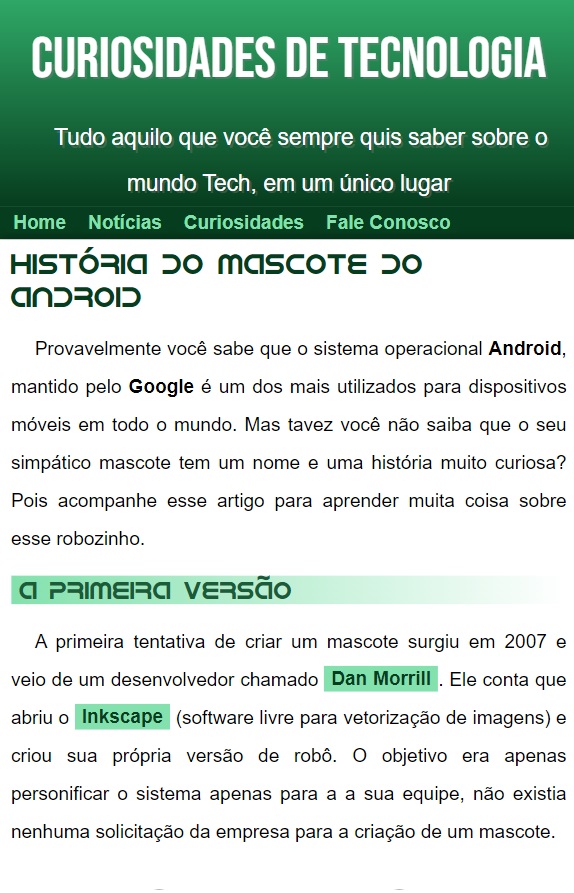 CURIOSIDADES DE TECNOLOGIA
Tudo aquilo que você sempre quis saber sobre o
mundo Tech, em um único lugar
Home Notícias Curiosidades Fale Conosco
HISTÓRIA DO MASCOTE DO
ANDROID
Provavelmente você sabe que o sistema operacional Android,
mantido pelo Google é um dos mais utilizados para dispositivos
móveis em todo o mundo. Mas tavez você não saiba que o seu
simpático mascote tem um nome e uma história muito curiosa?
Pois acompanhe esse artigo para aprender muita coisa sobre
esse robozinho.
A PRIMEIRA VERSÃO
A primeira tentativa de criar um mascote surgiu em 2007 e
veio de um desenvolvedor chamado Dan Morrill. Ele conta que
abriu o Inkscape (software livre para vetorização de imagens) e
criou sua própria versão de robô. O objetivo era apenas
personificar o sistema apenas para a a sua equipe, não existia
nenhuma solicitação da empresa para a criação de um mascote.